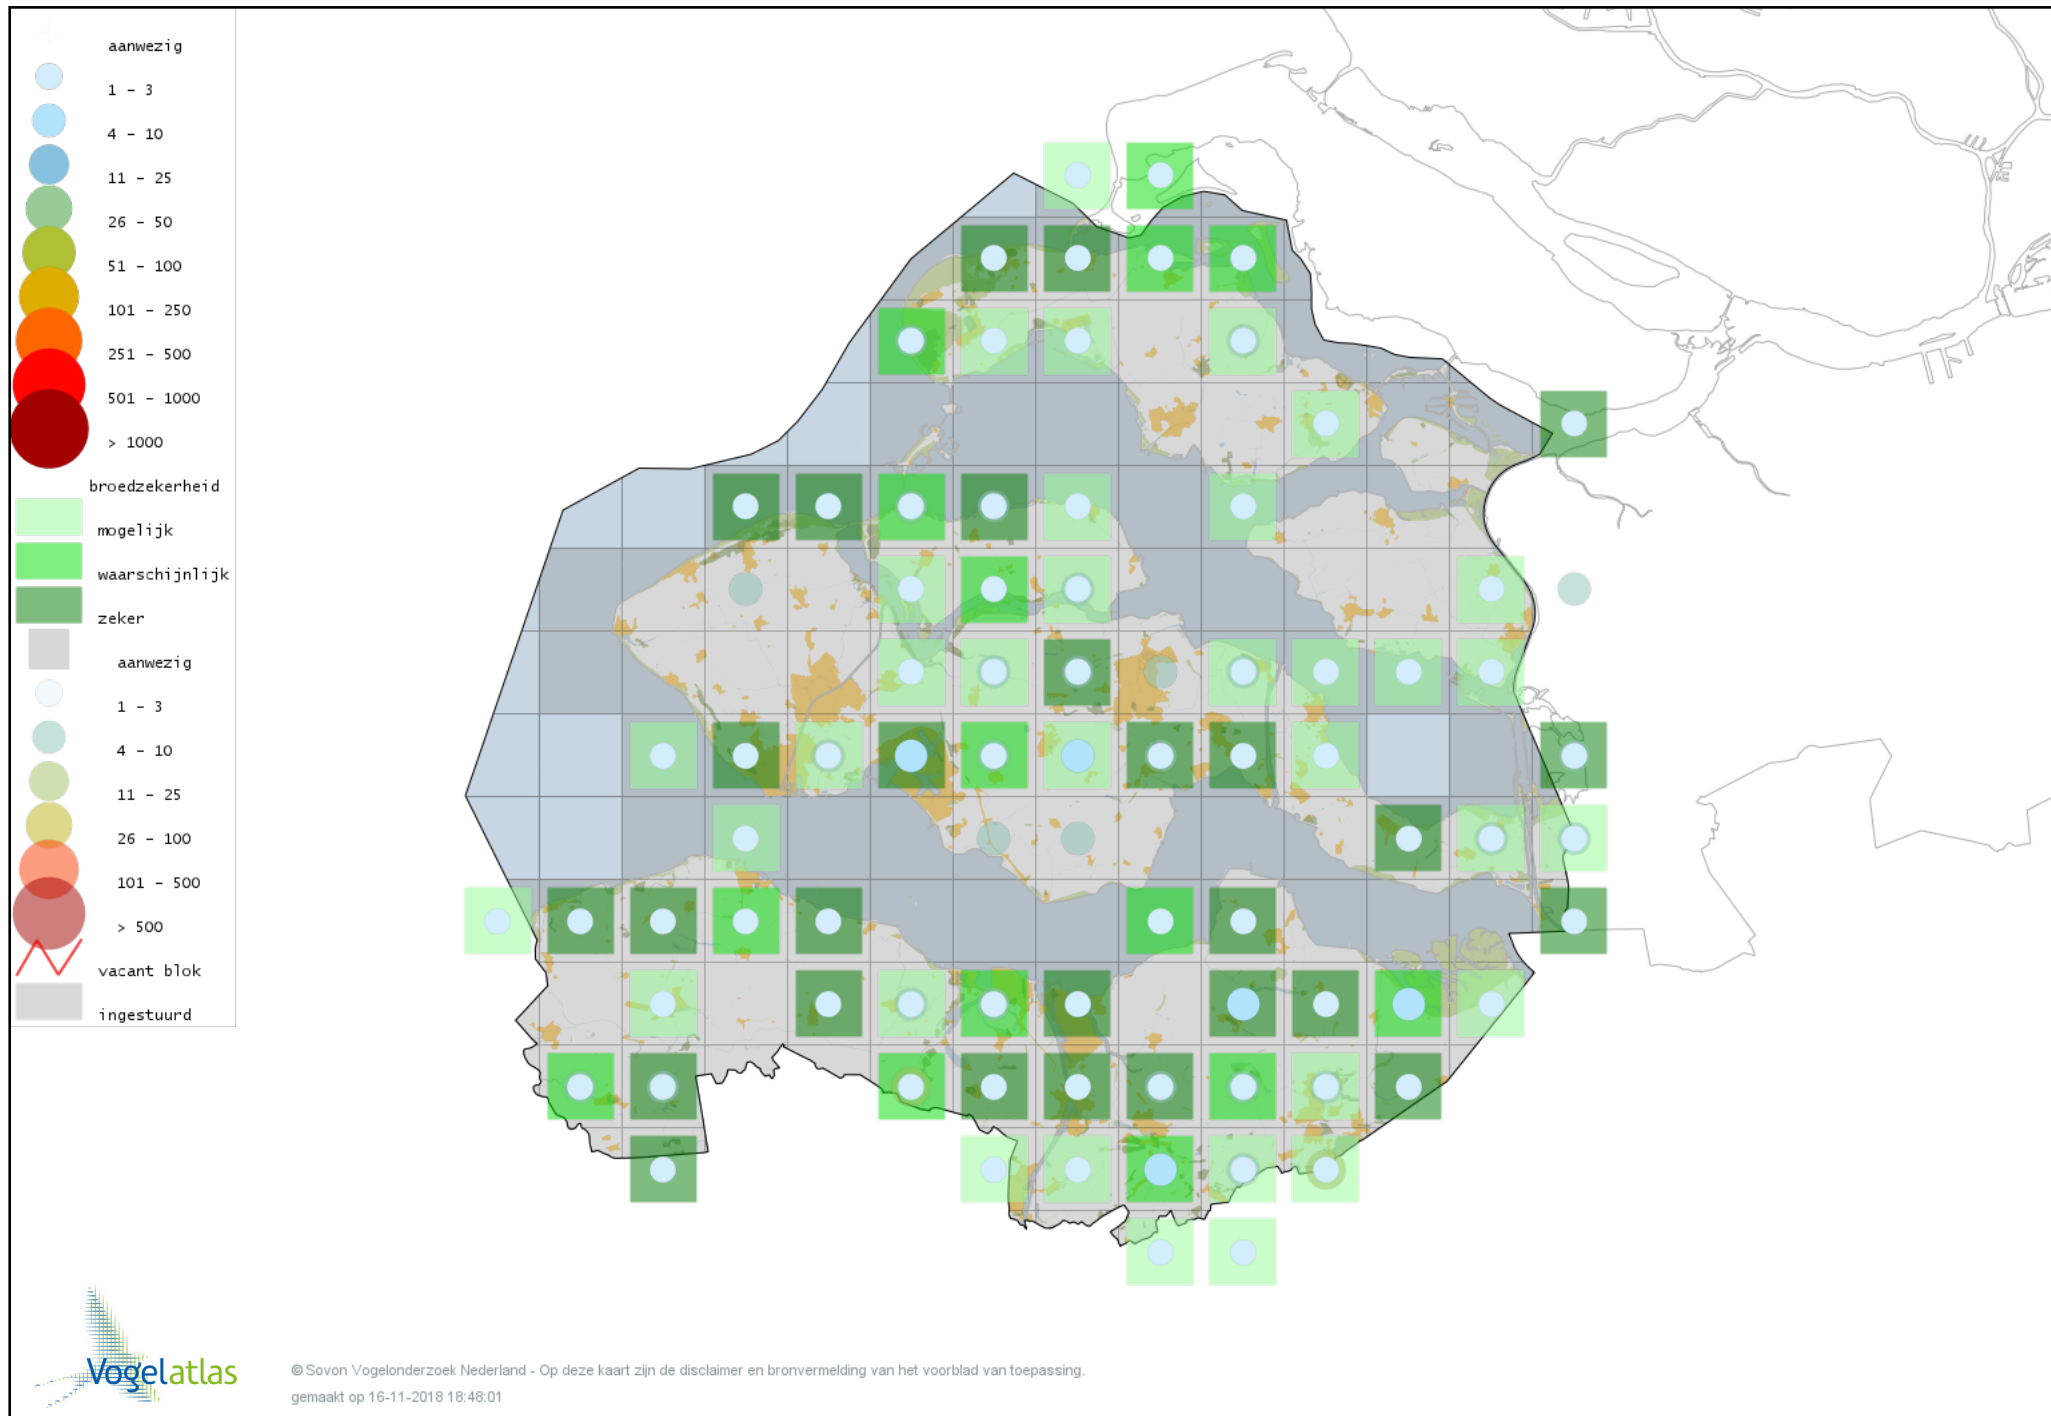 aanwezig
1 - 3
4 - 10
11 - 25
26 - 50
51 - 100
101 - 250
251 - 500
501 - 1000
> 1000
broedzekerheid
mogelijk
waarschijnlijk
zeker
aanwezig
1 - 3
4 - 10
11 - 25
26 - 100
101 - 500
> 500
vacant blok
ingestuurd
Vogelatlas
© Sovon Vogelonderzoek Nederland - Op deze kaart zijn de disclaimer en bronvermelding van het voorblad van toepassing.
gemaakt op 16-11-2018 18:48:01